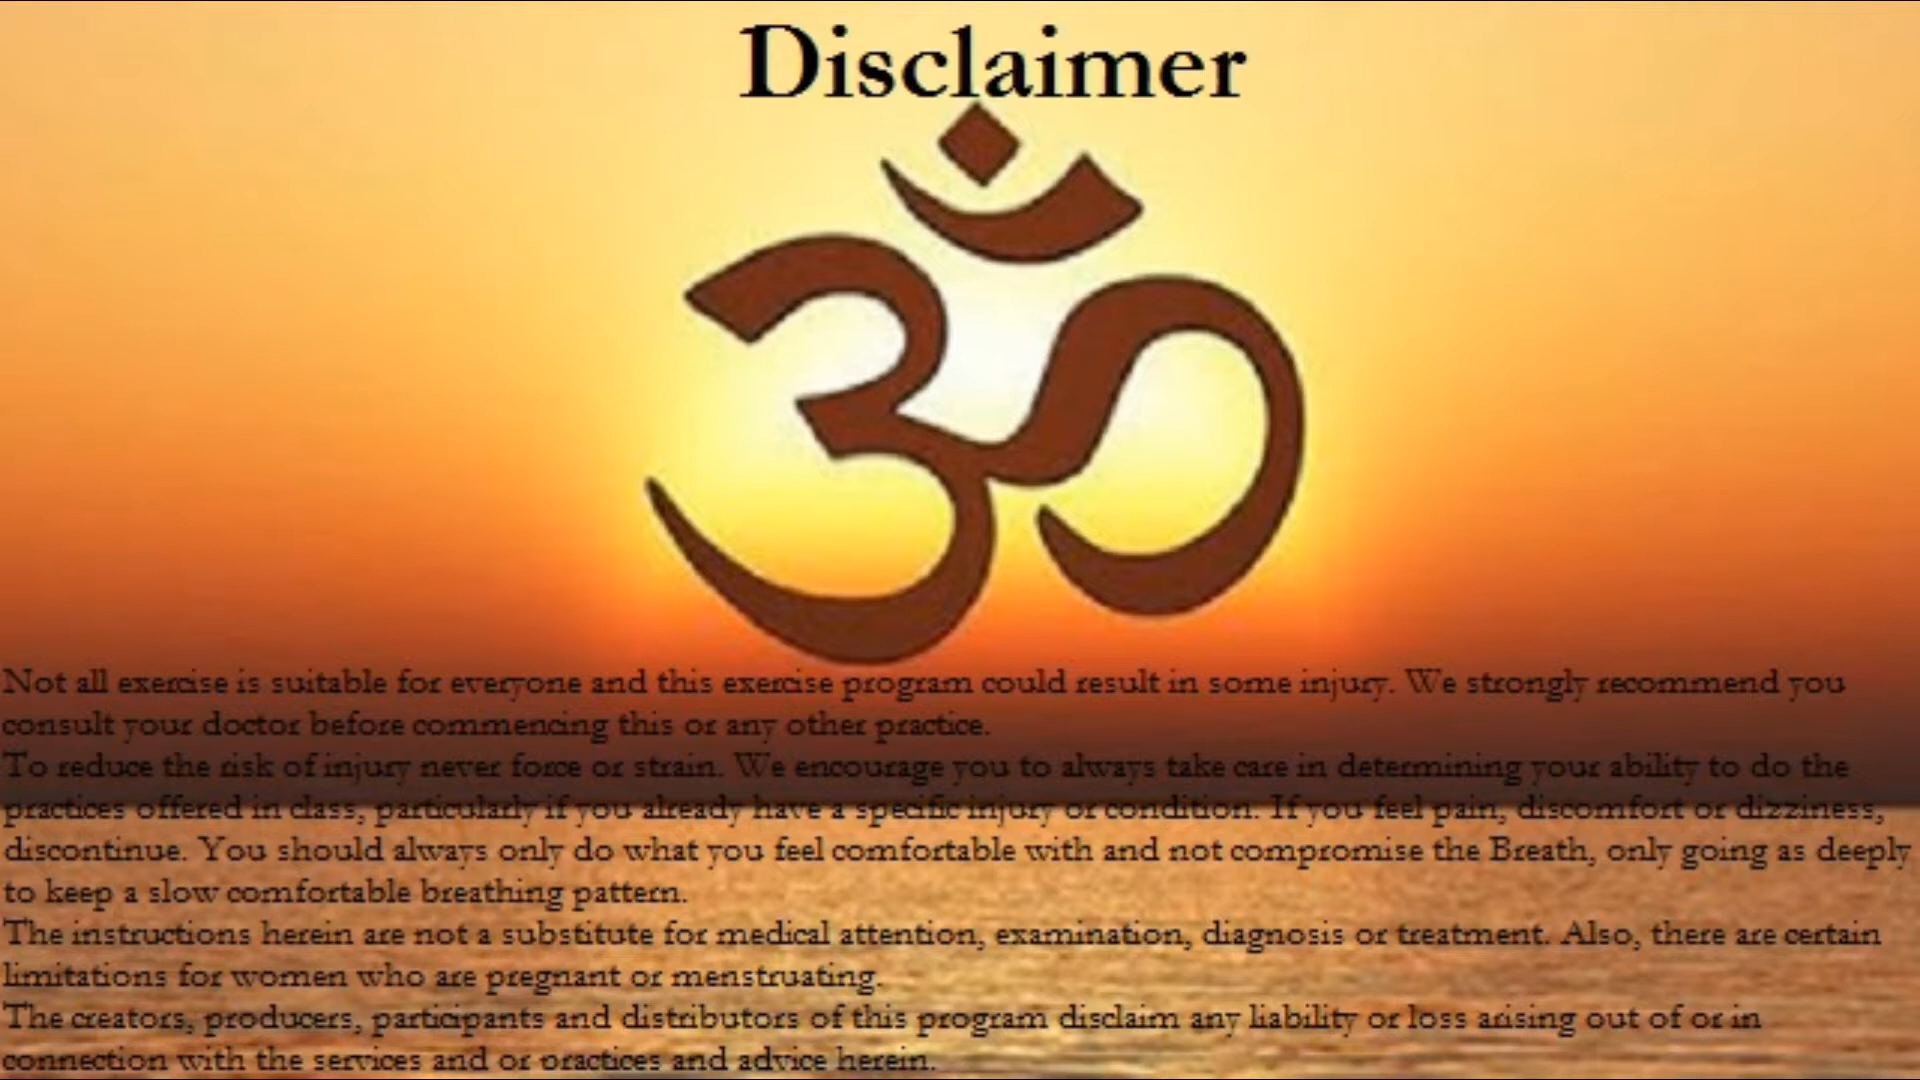 Disclaimer
ॐ
Not all exercise is suitable for everyone and this exercise program could result in some injury. We strongly recommend you
consult your doctor before commencing this or any other practice.
To reduce the risk of injury never force or strain. We encourage you to always take care in determining your ability to do the
practices offered in class, particularly if you already have a specific injury or condition. If you feel pain, discomfort or dizziness,
discontinue. You should always only do what you feel comfortable with and not compromise the Breath, only going as deeply
to keep a slow comfortable breathing pattern.
The instructions herein are not a substitute for medical attention, examination, diagnosis or treatment. Also, there are certain
limitations for women who are pregnant or menstruating.
The creators, producers, participants and distributors of this program disclaim any liability or loss arising out of or in
connection with the services and or practices and advice herein.